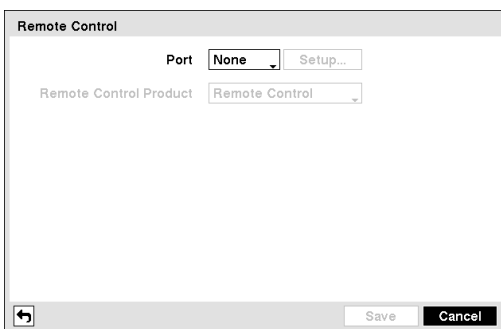 Remote Control
Port None Setup...
Remote Control Product Remote Control
Save Cancel